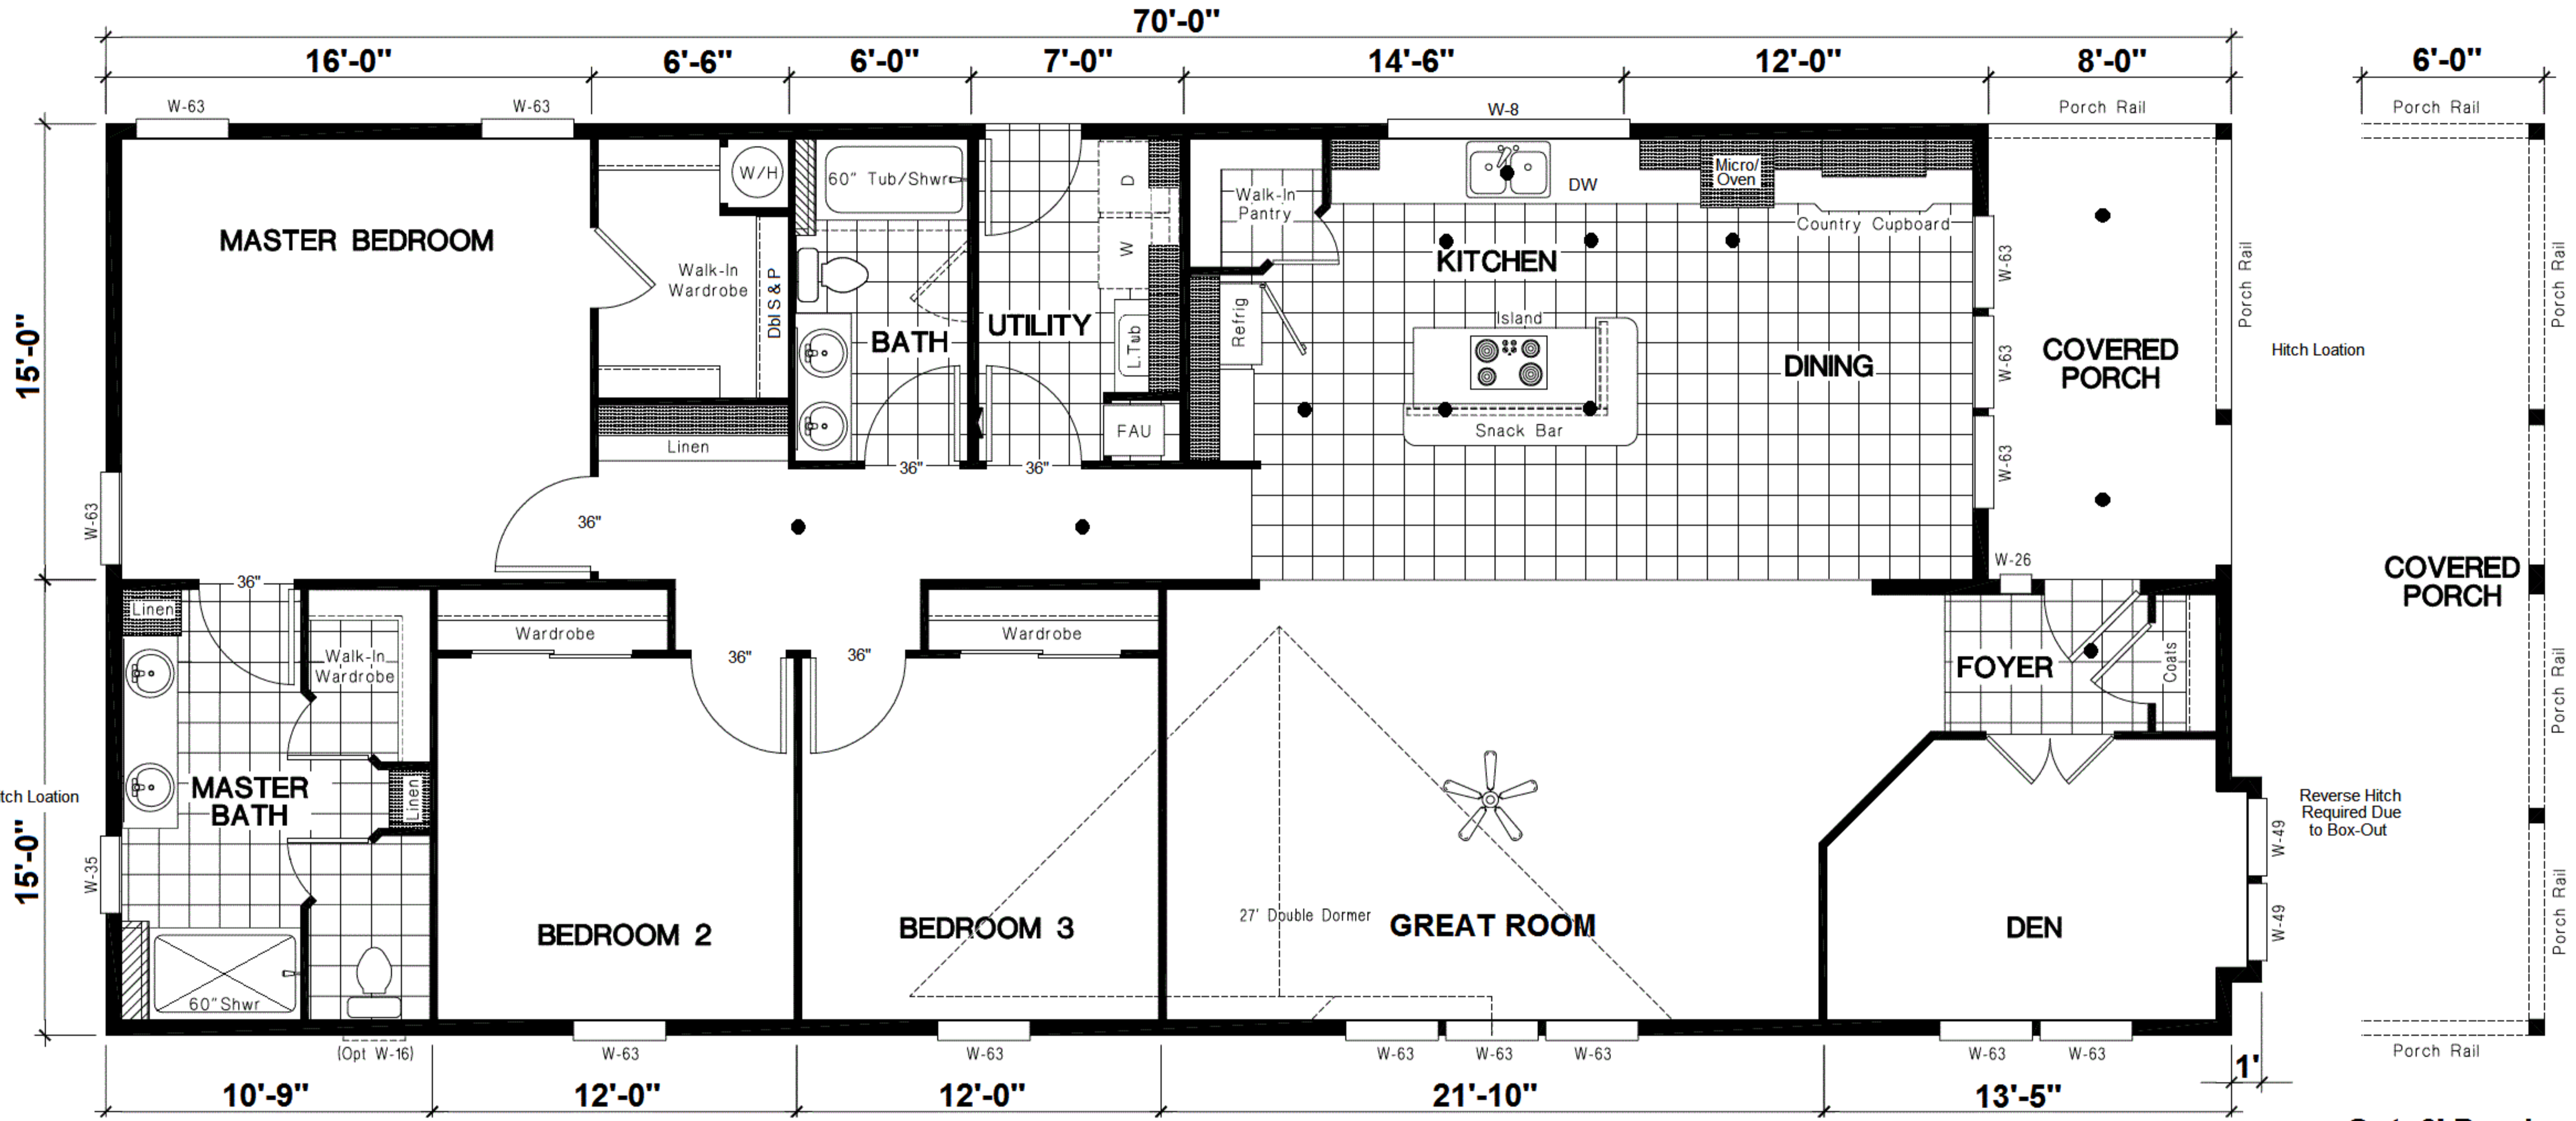 70'-0"
16'-0"
6'-6"
6'-0"
7'-0"
14'-6"
12'-0"
8'-0"
6'-0"
W-63
W-63
W-8
Porch Rail
Porch Rail
W/H
60" Tub/Shwr
D
W
Walk-In
Pantry
DW
Micro/
Oven
Country Cupboard
MASTER BEDROOM
Walk-In
Wardrobe
Dbl S & P
BATH
UTILITY
L.Tub
FAU
Refrig
KITCHEN
Island
Snack Bar
DINING
W-63
W-63
W-63
COVERED
PORCH
Porch Rail
Hitch Loation
Porch Rail
15'-0"
Linen
36"
36"
36"
W-63
W-26
COVERED
PORCH
36"
Linen
Walk-In
Wardrobe
Wardrobe
36"
36"
Wardrobe
FOYER
Coats
Porch Rail
MASTER
BATH
Linen
tch Loation
15'-0"
W-35
60"Shwr
BEDROOM 2
BEDROOM 3
27' Double Dormer
GREAT ROOM
DEN
W-49
W-49
Reverse Hitch
Required Due
to Box-Out
Porch Rail
(Opt W-16)
W-63
W-63
W-63
W-63
W-63
W-63
W-63
Porch Rail
10'-9"
12'-0"
12'-0"
21'-10"
13'-5"
1'